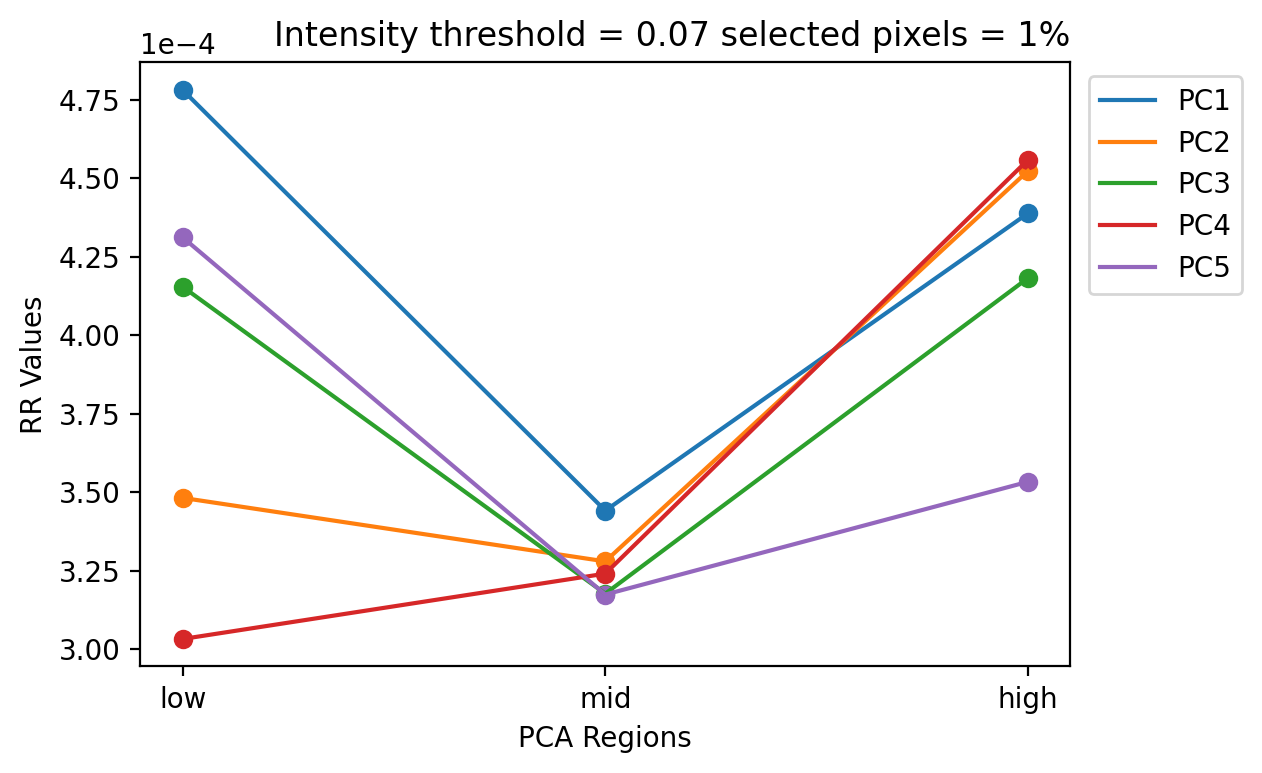 Intensity threshold = 0.07 selected pixels = 1%
1e−4
4.75
4.50
4.25
4.00
3.75
3.50
3.25
3.00
RR Values
low
mid
high
PCA Regions
PC1
PC2
PC3
PC4
PC5